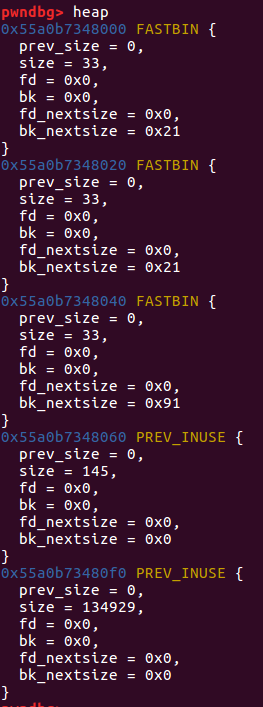 pwndbg> heap
0x55a0b7348000 FASTBIN {
  prev_size = 0,
  size = 33,
  fd = 0x0,
  bk = 0x0,
  fd_nextsize = 0x0,
  bk_nextsize = 0x21
}
0x55a0b7348020 FASTBIN {
  prev_size = 0,
  size = 33,
  fd = 0x0,
  bk = 0x0,
  fd_nextsize = 0x0,
  bk_nextsize = 0x21
}
0x55a0b7348040 FASTBIN {
  prev_size = 0,
  size = 33,
  fd = 0x0,
  bk = 0x0,
  fd_nextsize = 0x0,
  bk_nextsize = 0x91
}
0x55a0b7348060 PREV_INUSE {
  prev_size = 0,
  size = 145,
  fd = 0x0,
  bk = 0x0,
  fd_nextsize = 0x0,
  bk_nextsize = 0x0
}
0x55a0b73480f0 PREV_INUSE {
  prev_size = 0,
  size = 134929,
  fd = 0x0,
  bk = 0x0,
  fd_nextsize = 0x0,
  bk_nextsize = 0x0
}